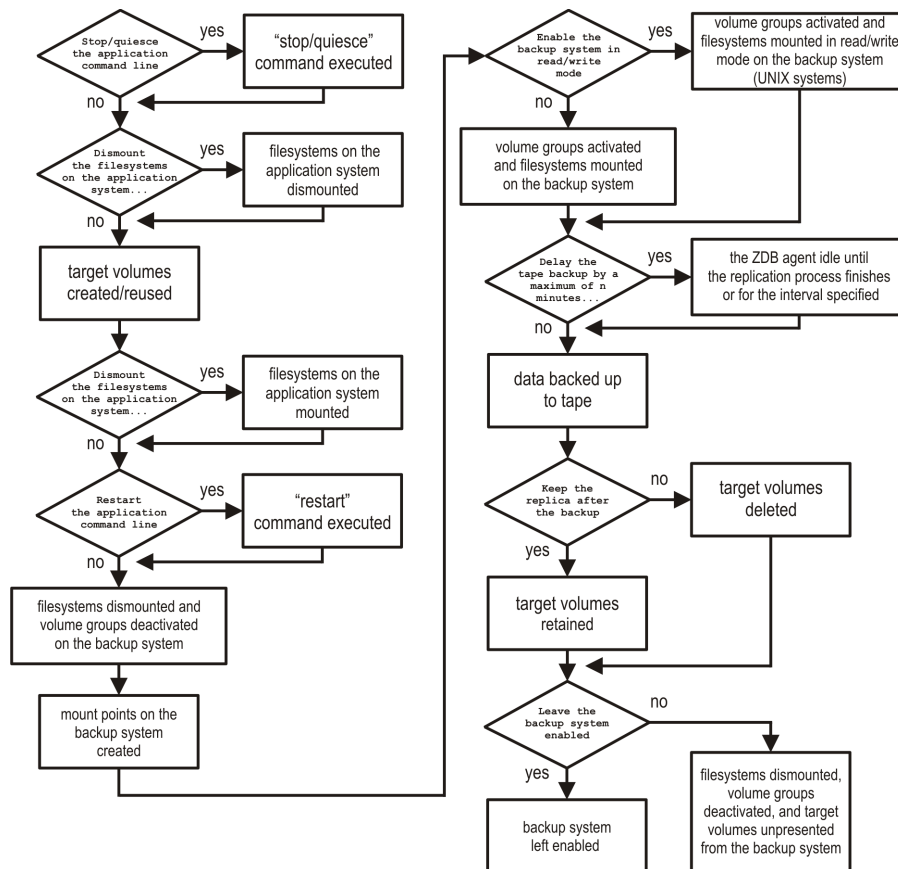 Stop/quiesce
the application
command line
yes
“stop/quiesce”
command executed
no
Dismount
the filesystems
on the application
system...
yes
filesystems on the
application system
dismounted
no
target volumes
created/reused
Dismount
the filesystems
on the application
system...
yes
filesystems on the
application system
mounted
no
Restart
the application
command line
yes
“restart”
command executed
no
filesystems dismounted and
volume groups deactivated
on the backup system
mount points on the
backup system
created
Enable the
backup system in
read/write
mode
yes
volume groups activated and
filesystems mounted in read/write
mode on the backup system
(UNIX systems)
no
volume groups activated
and filesystems mounted
on the backup system
Delay the
tape backup by a
maximum of n
minutes...
yes
the ZDB agent idle until
the replication process finishes
or for the interval specified
no
data backed up
to tape
Keep the
replica after
the backup
no
target volumes
deleted
yes
target volumes
retained
Leave the
backup system
enabled
no
filesystems dismounted,
volume groups
deactivated, and target
volumes unpresented
from the backup system
yes
backup system
left enabled